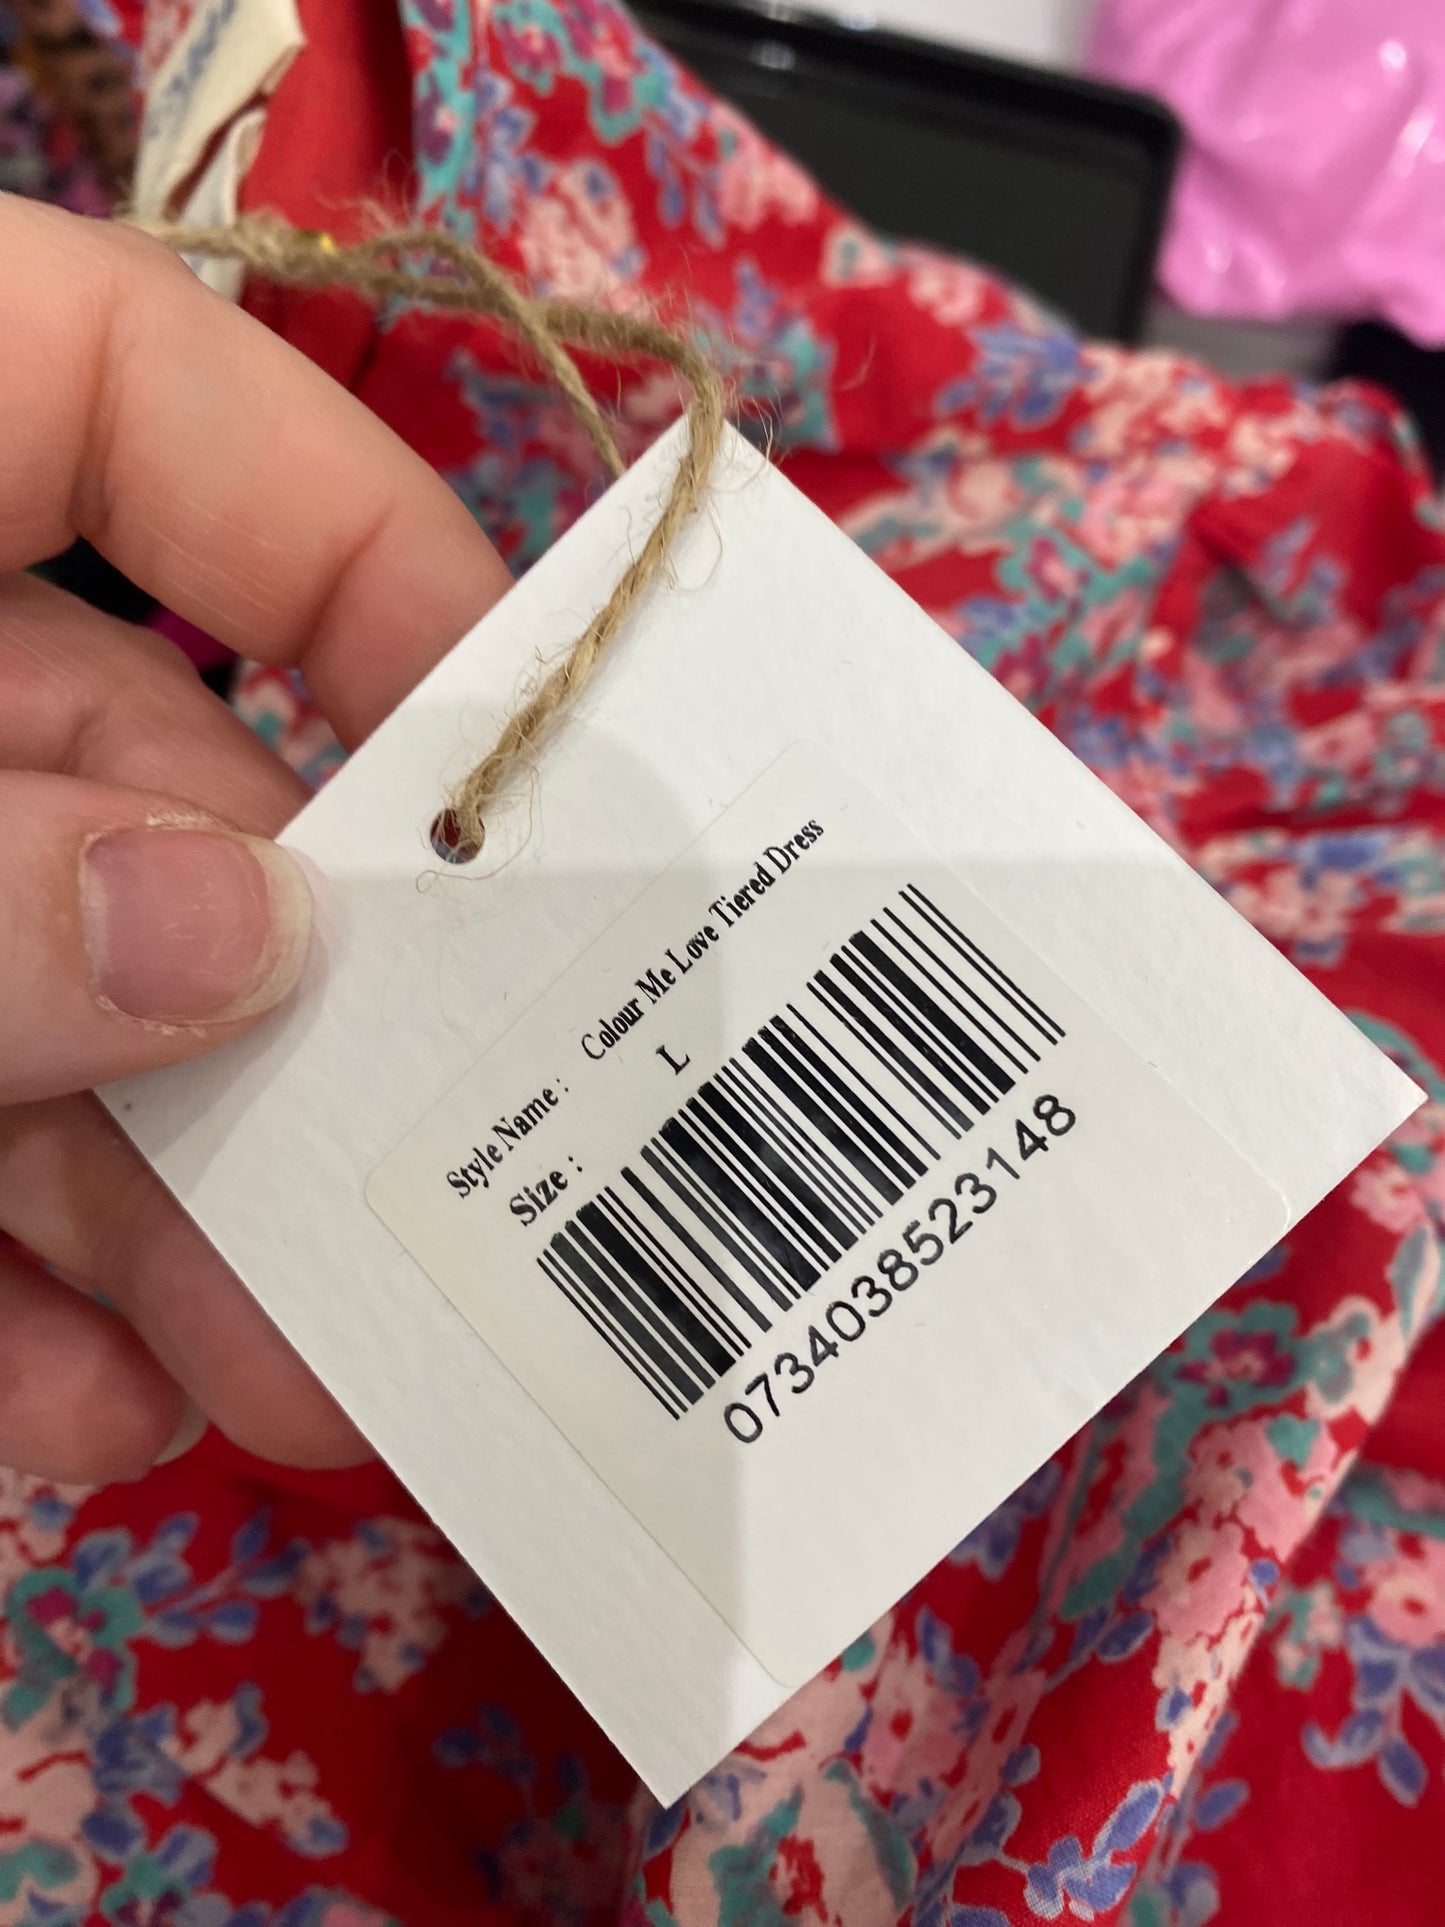 Style Name : Colour Me Love Tiered Dress
Size : L
0734038523148